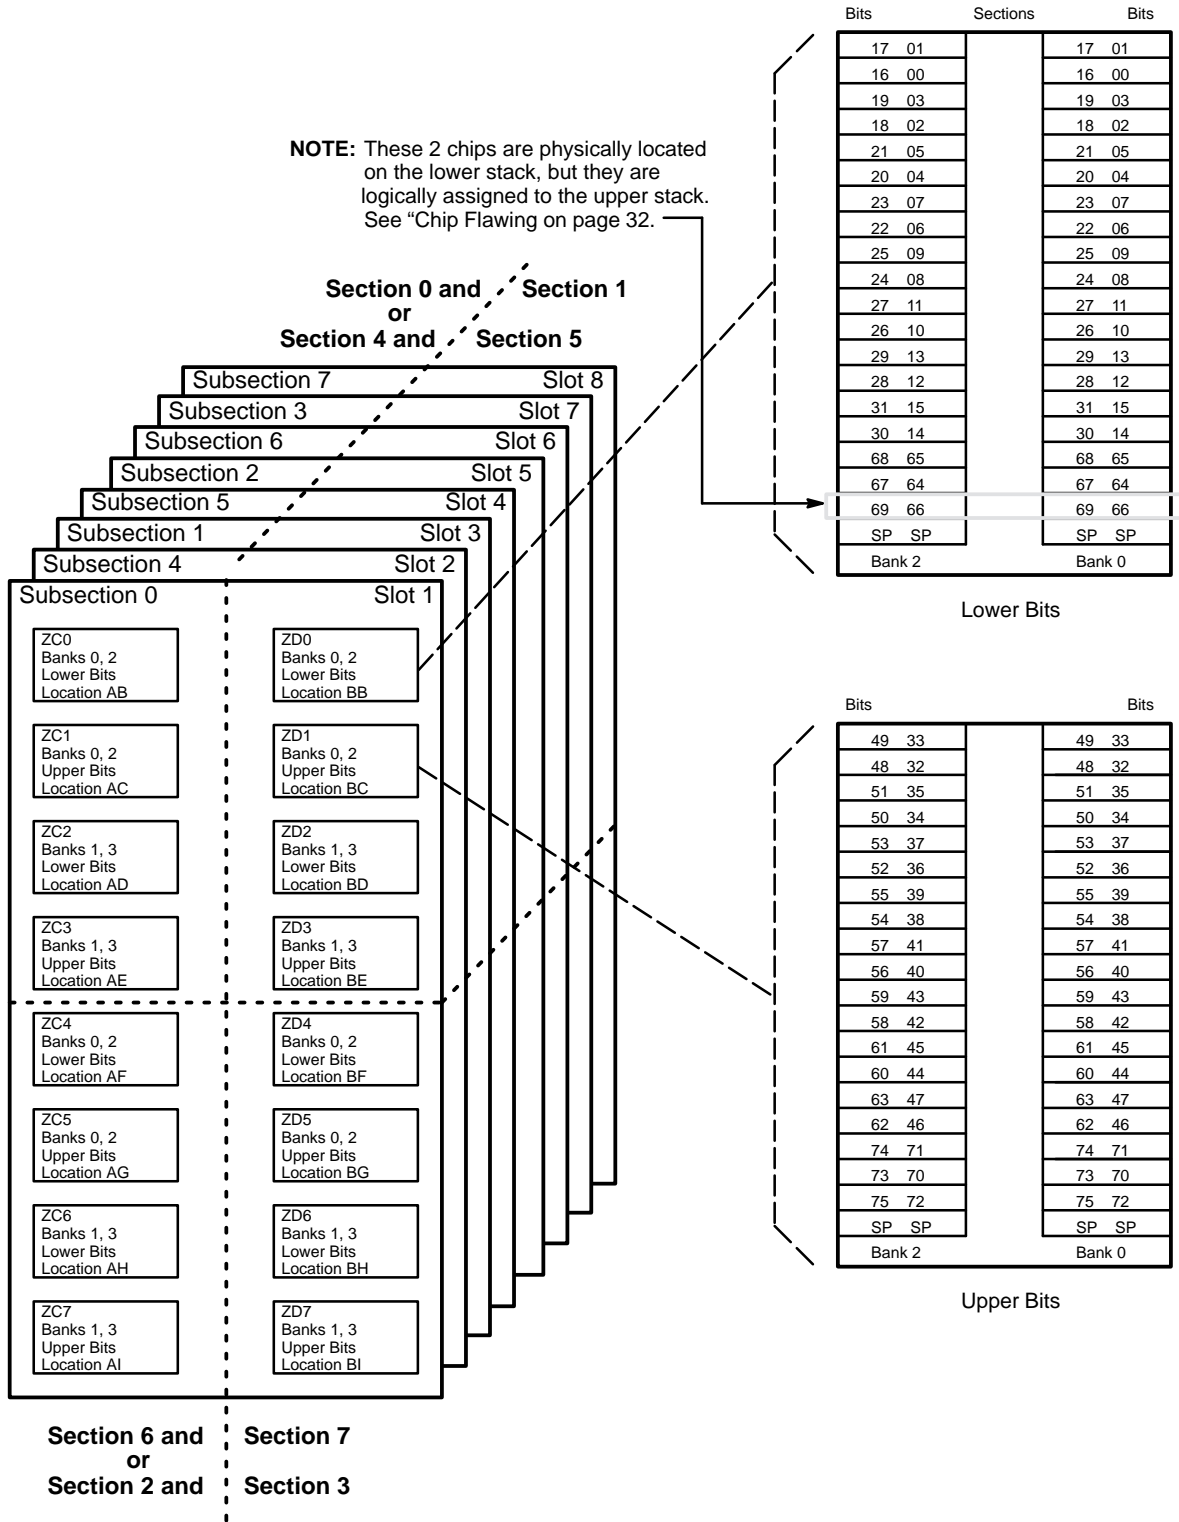 Bits Sections Bits
17 01 17 01
16 00 16 00
19 03 19 03
18 02 18 02
21 05 21 05
20 04 20 04
23 07 23 07
22 06 22 06
25 09 25 09
24 08 24 08
27 11 27 11
26 10 26 10
29 13 29 13
28 12 28 12
31 15 31 15
30 14 30 14
68 65 68 65
67 64 67 64
69 66 69 66
SP SP SP SP
Bank 2 Bank 0
Lower Bits
NOTE: These 2 chips are physically located
on the lower stack, but they are
logically assigned to the upper stack.
See “Chip Flawing on page 32.
Section 0 and Section 1
or
Section 4 and Section 5
Subsection 7 Slot 8
Subsection 3 Slot 7
Subsection 6 Slot 6
Subsection 2 Slot 5
Subsection 5 Slot 4
Subsection 1 Slot 3
Subsection 4 Slot 2
Subsection 0 Slot 1
ZC0
Banks 0, 2
Lower Bits
Location AB
ZD0
Banks 0, 2
Lower Bits
Location BB
ZC1
Banks 0, 2
Upper Bits
Location AC
ZD1
Banks 0, 2
Upper Bits
Location BC
ZC2
Banks 1, 3
Lower Bits
Location AD
ZD2
Banks 1, 3
Lower Bits
Location BD
ZC3
Banks 1, 3
Upper Bits
Location AE
ZD3
Banks 1, 3
Upper Bits
Location BE
ZC4
Banks 0, 2
Lower Bits
Location AF
ZD4
Banks 0, 2
Lower Bits
Location BF
ZC5
Banks 0, 2
Upper Bits
Location AG
ZD5
Banks 0, 2
Upper Bits
Location BG
ZC6
Banks 1, 3
Lower Bits
Location AH
ZD6
Banks 1, 3
Lower Bits
Location BH
ZC7
Banks 1, 3
Upper Bits
Location AI
ZD7
Banks 1, 3
Upper Bits
Location BI
Section 6 and Section 7
or
Section 2 and Section 3
Bits Bits
49 33 49 33
48 32 48 32
51 35 51 35
50 34 50 34
53 37 53 37
52 36 52 36
55 39 55 39
54 38 54 38
57 41 57 41
56 40 56 40
59 43 59 43
58 42 58 42
61 45 61 45
60 44 60 44
63 47 63 47
62 46 62 46
74 71 74 71
73 70 73 70
75 72 75 72
SP SP SP SP
Bank 2 Bank 0
Upper Bits